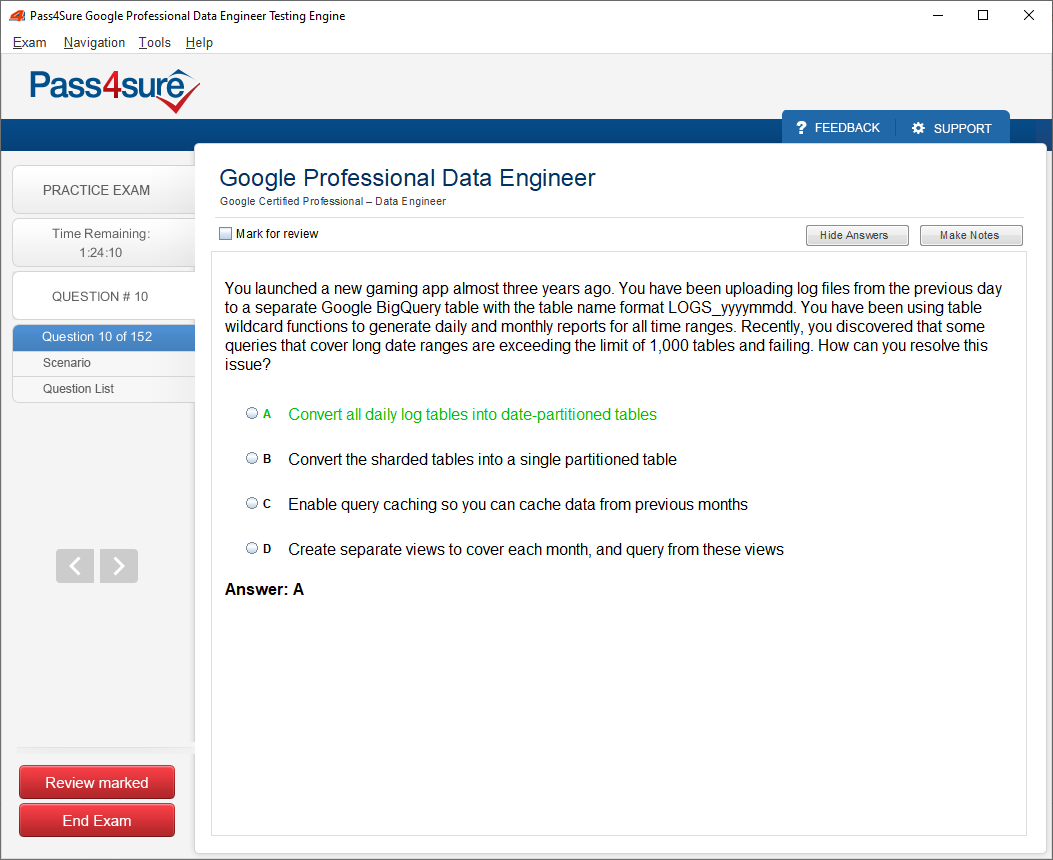 Pass4Sure Google Professional Data Engineer Testing Engine
Exam Navigation Tools Help
Pass4sure
? FEEDBACK SUPPORT
PRACTICE EXAM
Time Remaining:
1:24:10
QUESTION # 10
Question 10 of 152
Scenario
Question List
Google Professional Data Engineer
Google Certified Professional – Data Engineer
Mark for review
Hide Answers Make Notes
You launched a new gaming app almost three years ago. You have been uploading log files from the previous day
to a separate Google BigQuery table with the table name format LOGS_yyyymmdd. You have been using table
wildcard functions to generate daily and monthly reports for all time ranges. Recently, you discovered that some
queries that cover long date ranges are exceeding the limit of 1,000 tables and failing. How can you resolve this
issue?
A Convert all daily log tables into date-partitioned tables
B Convert the sharded tables into a single partitioned table
C Enable query caching so you can cache data from previous months
D Create separate views to cover each month, and query from these views
Answer: A
Review marked
End Exam